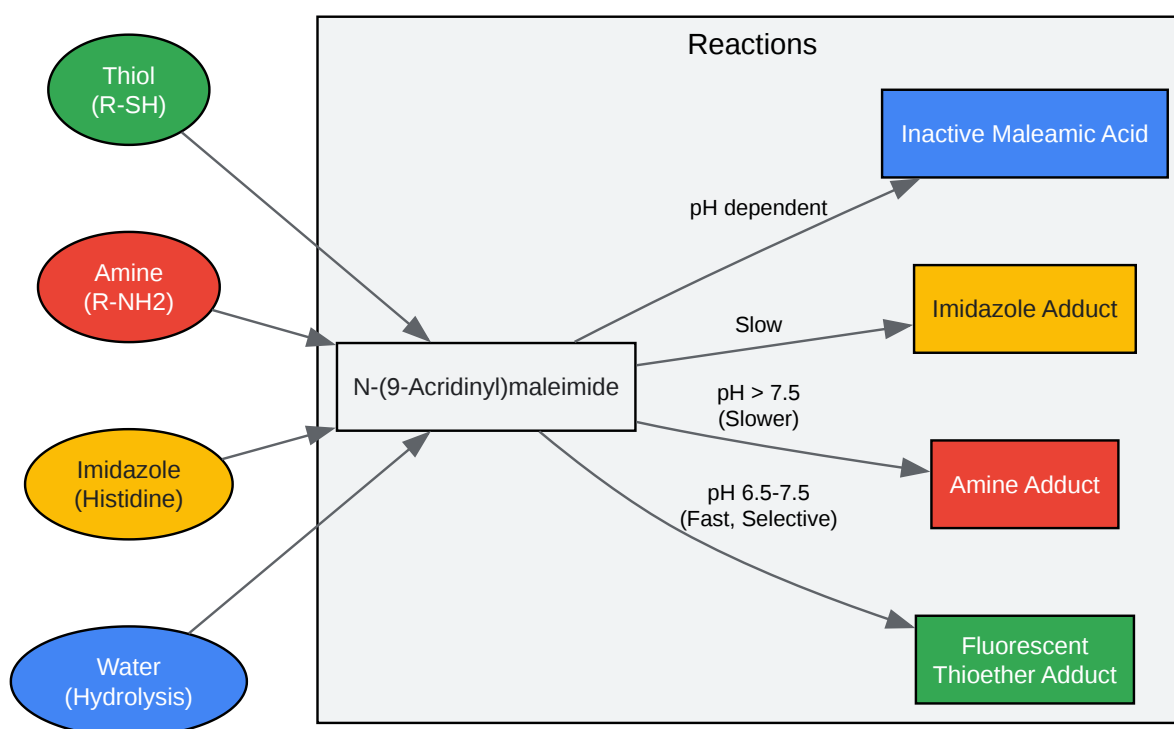 Reactions
Thiol
(R-SH)
Amine
(R-NH2)
Imidazole
(Histidine)
Water
(Hydrolysis)
N-(9-Acridinyl)maleimide
pH dependent
Slow
pH > 7.5
(Slower)
pH 6.5-7.5
(Fast, Selective)
Inactive Maleamic Acid
Imidazole Adduct
Amine Adduct
Fluorescent
Thioether Adduct